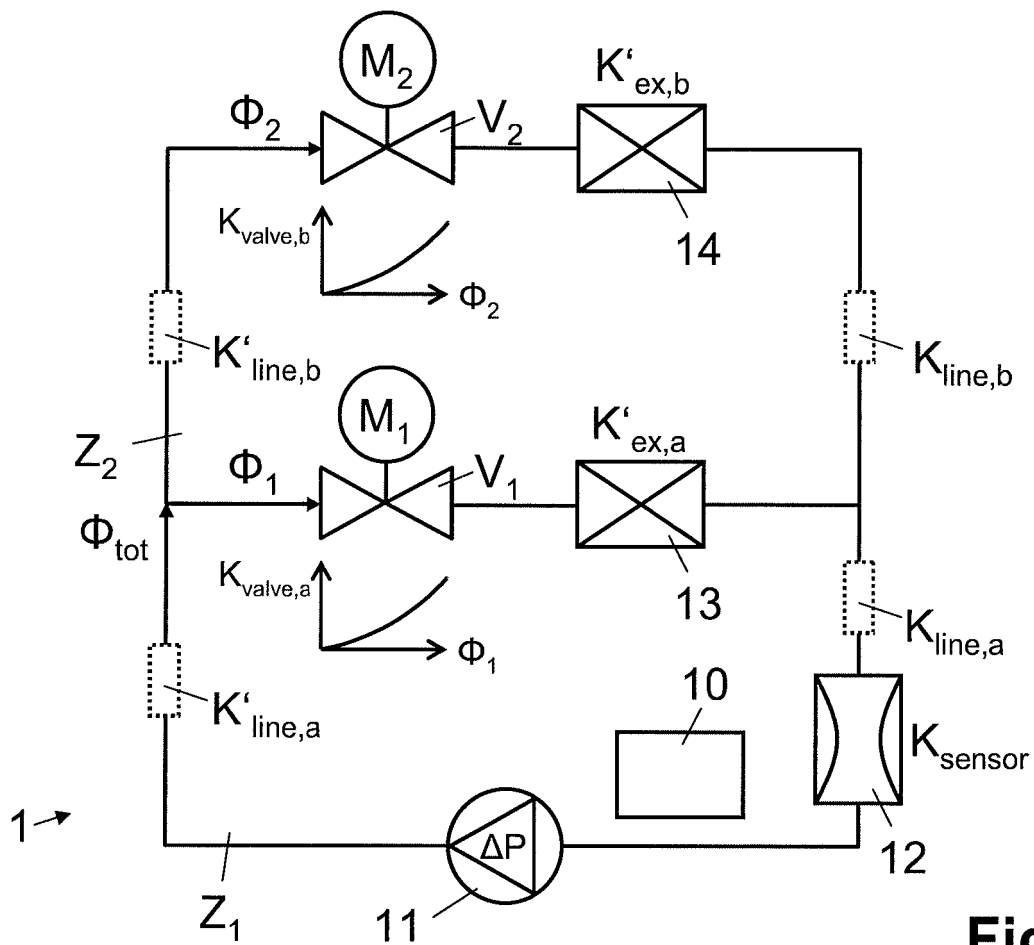 M₂
K‘ex,b
Φ₂
V₂
Kvalve,b
Φ₂
14
K‘line,b
Kline,b
M₁
K‘ex,a
Z₂
Φ₁
V₁
Φtot
Kvalve,a
Φ₁
13
Kline,a
K‘line,a
10
Ksensor
1
ΔP
12
Z₁
11